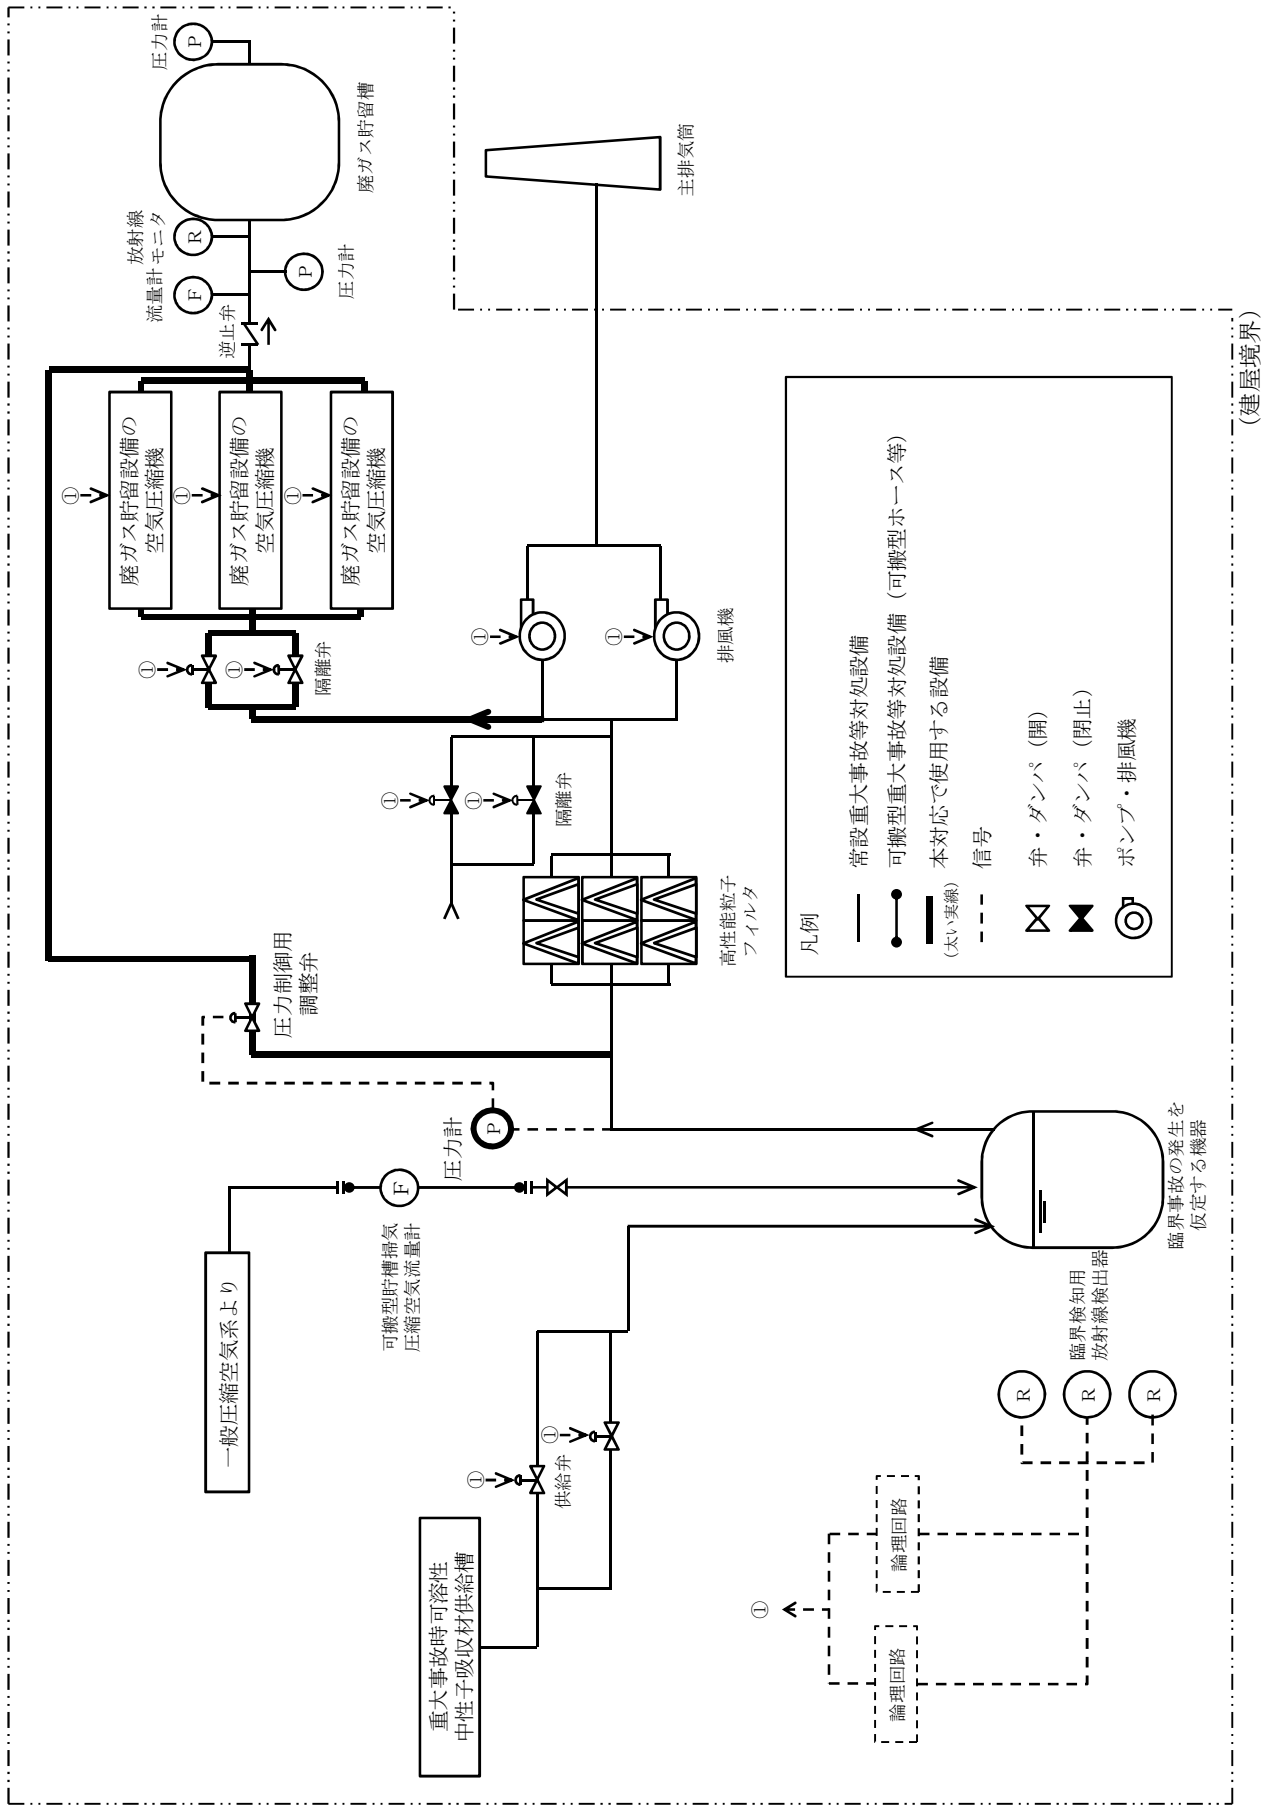 重大事故時可溶性
中性子吸収材供給槽
一般圧縮空気系より
①
供給弁
①
可搬型貯槽掃気
圧縮空気流量計
F
圧力計
P
圧力制御用
調整弁
①
①
隔離弁
高性能粒子
フィルタ
①
①
隔離弁
①
廃ガス貯留設備の
空気圧縮機
①
廃ガス貯留設備の
空気圧縮機
①
廃ガス貯留設備の
空気圧縮機
逆止弁
流量計
F
放射線
モニタ
R
圧力計
P
圧力計
P
廃ガス貯留槽
①
①
排風機
主排気筒
①
論理回路
論理回路
R
R
R
臨界検知用
放射線検出器
臨界事故の発生を
仮定する機器
凡例
常設重大事故等対処設備
可搬型重大事故等対処設備（可搬型ホース等）
(太い実線)
本対応で使用する設備
信号
弁・ダンパ（開）
弁・ダンパ（閉止）
ポンプ・排風機
(建屋境界)